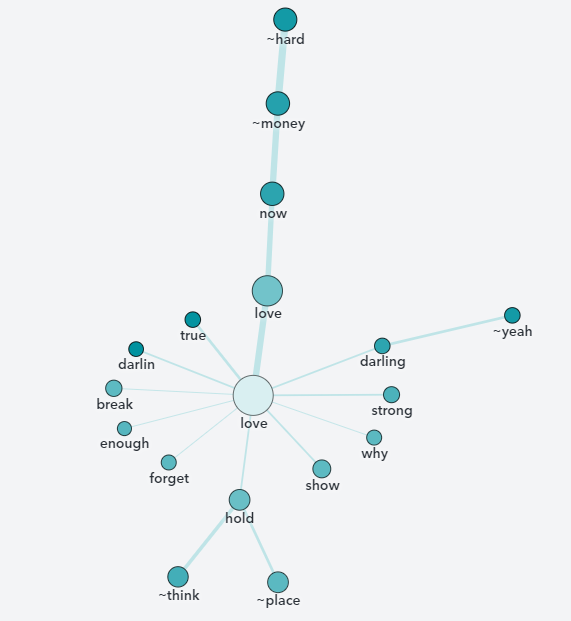 ~hard
~money
now
love
true
~yeah
darling
darlin
break
strong
love
enough
why
forget
show
hold
~think
~place